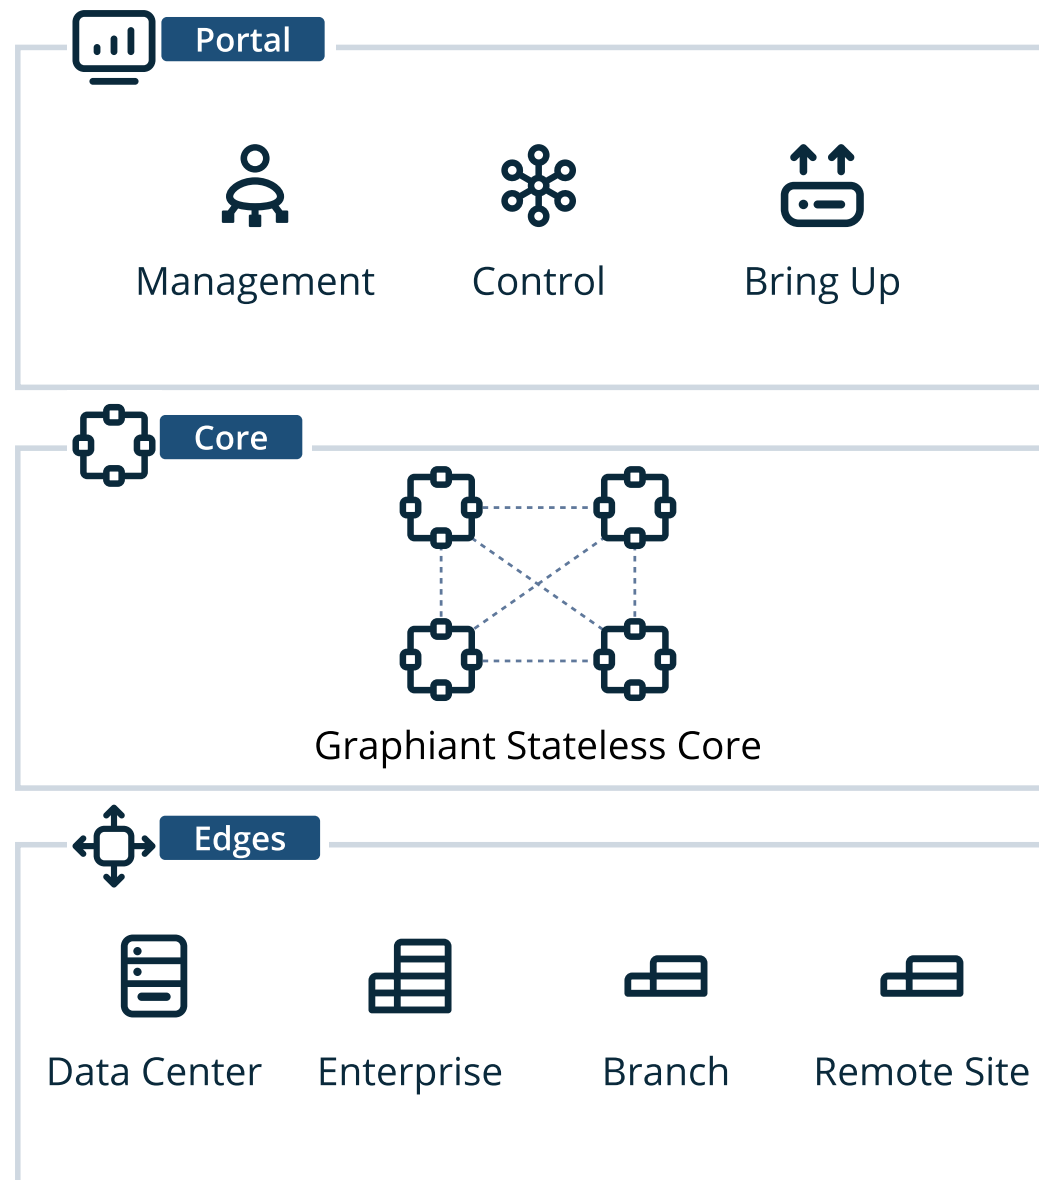 Portal
Management Control Bring Up
Core
Graphiant Stateless Core
Edges
Data Center Enterprise Branch Remote Site